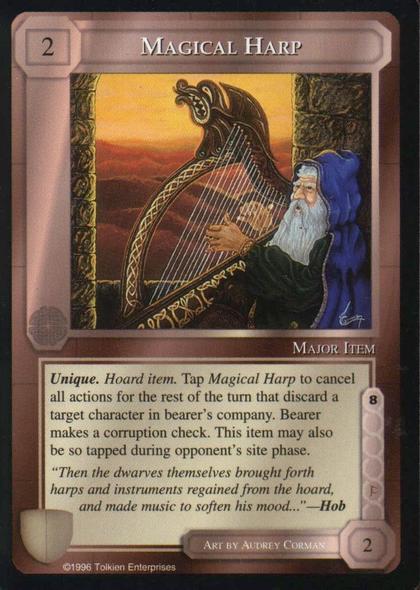 2
MAGICAL HARP
MAJOR ITEM
Unique. Hoard item. Tap Magical Harp to cancel
all actions for the rest of the turn that discard a
target character in bearer's company. Bearer
makes a corruption check. This item may also
be so tapped during opponent's site phase.
8
"Then the dwarves themselves brought forth
harps and instruments regained from the hoard,
and made music to soften his mood..."—Hob
F
ART BY AUDREY CORMAN
2
©1996 Tolkien Enterprises